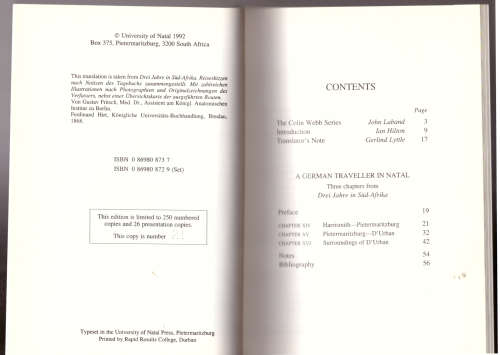 © University of Natal 1992
Box 375, Pietermaritzburg, 3200 South Africa
This translation is taken from Drei Jahre in Süd-Afrika. Reiseskizzen
nach Notizen des Tagebuchs zusammengestellt. Mit zahlreichen
Illustrationen nach Photographien und Originalzeichnungen des
Verfassers, nebst einer Übersichtskarte der ausgeführten Routen.
Von Gustav Fritsch, Med. Dr., Assistent am Königl. Anatomischen
Institut zu Berlin.
Ferdinand Hirt, Königliche Universitäts-Buchhandlung, Breslau,
1868.
ISBN 0 86980 873 7
ISBN 0 86980 872 9 (Set)
This edition is limited to 250 numbered
copies and 26 presentation copies.
This copy is number ...
Typeset in the University of Natal Press, Pietermaritzburg
Printed by Rapid Results College, Durban
CONTENTS
Page
The Colin Webb Series John Laband 3
Introduction Ian Hilton 9
Translator's Note Gerlind Lyttle 17
A GERMAN TRAVELLER IN NATAL
Three chapters from
Drei Jahre in Süd-Afrika
Preface 19
CHAPTER XIV Harrismith—Pietermaritzburg 21
CHAPTER XV Pietermaritzburg—D'Urban 32
CHAPTER XVI Surroundings of D'Urban 42
Notes 54
Bibliography 56